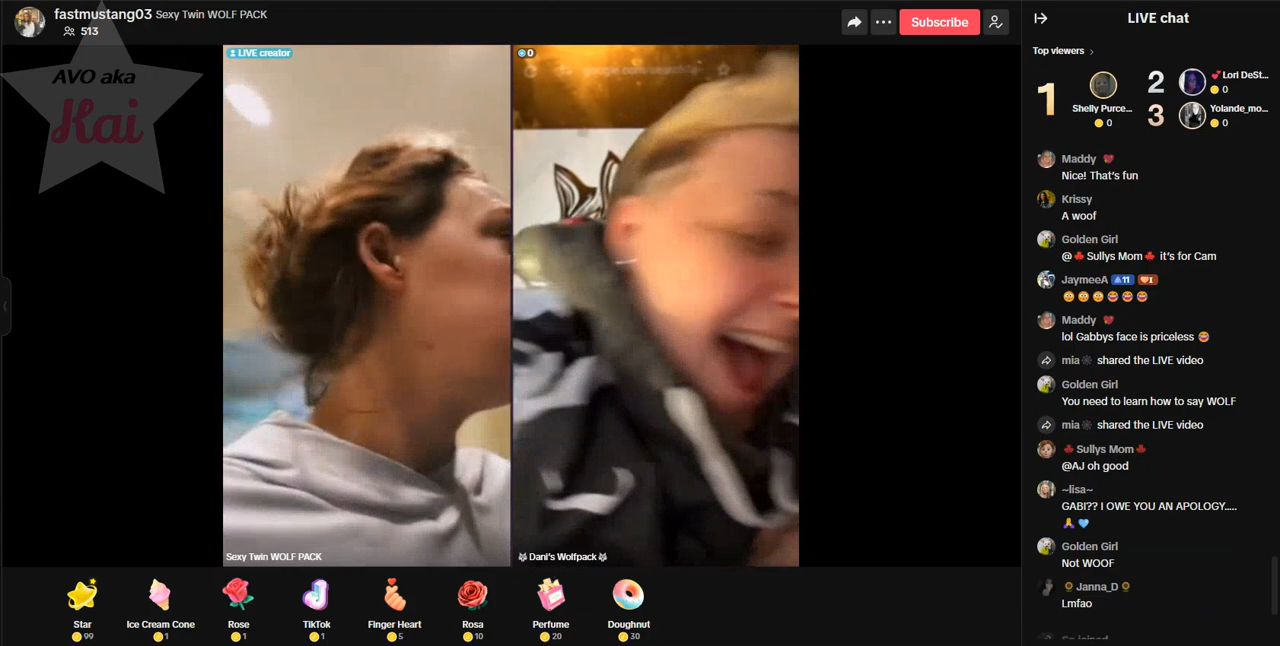 fastmustang03 Sexy Twin WOLF PACK
513
Subscribe
AVO aka
Kai
LIVE creator
0
Sexy Twin WOLF PACK
Dani's Wolfpack
Star
99
Ice Cream Cone
1
Rose
1
TikTok
1
Finger Heart
5
Rosa
10
Perfume
20
Doughnut
30
LIVE chat
Top viewers
1
Shelly Purce...
0
2
Lori DeSt...
0
3
Yolande_mo...
0
Maddy
Nice! That's fun
Krissy
A woof
Golden Girl
@🍁Sullys Mom🍁 it's for Cam
JaymeeA 11 I
Maddy
lol Gabbys face is priceless 😂
mia shared the LIVE video
Golden Girl
You need to learn how to say WOLF
mia shared the LIVE video
🍁Sullys Mom🍁
@AJ oh good
~lisa~
GABI?? I OWE YOU AN APOLOGY.....
Golden Girl
Not WOOF
🌻Janna_D🌻
Lmfao
joined